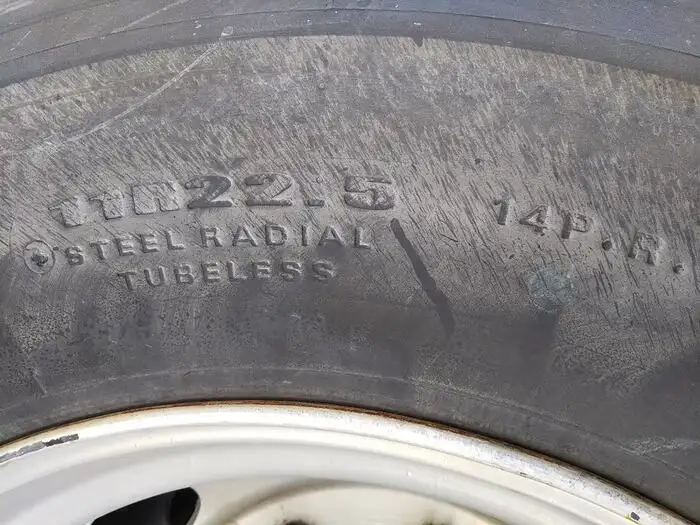 11R22.5
14P.R.
STEEL RADIAL
TUBELESS